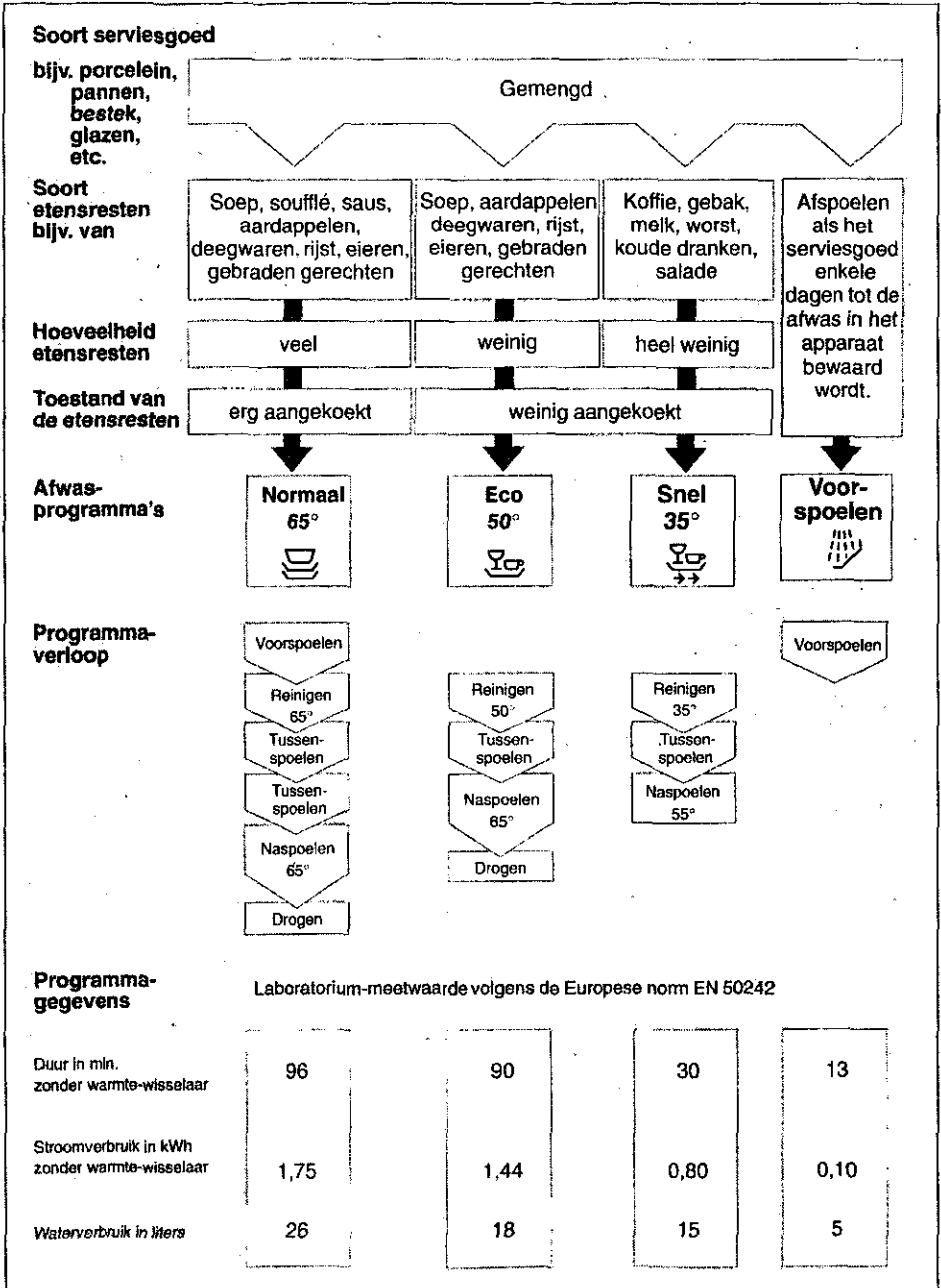 Soort serviesgoed
bijv. porcelein,
pannen,
bestek,
glazen,
etc.
Gemengd
Soort
etensresten
bijv. van
Soep, soufflé, saus,
aardappelen,
deegwaren, rijst, eieren,
gebraden gerechten
Soep, aardappelen
deegwaren, rijst,
eieren, gebraden
gerechten
Koffie, gebak,
melk, worst,
koude dranken,
salade
Afspoelen
als het
serviesgoed
enkele
dagen tot de
afwas in het
apparaat
bewaard
wordt.
Hoeveelheid
etensresten
veel
weinig
heel weinig
Toestand van
de etensresten
erg aangekoekt
weinig aangekoekt
Afwas-
programma's
Normaal
65°
Eco
50°
Snel
35°
Voor-
spoelen
Programma-
verloop
Voorspoelen
Reinigen
65°
Tussen-
spoelen
Tussen-
spoelen
Naspoelen
65°
Drogen
Reinigen
50°
Tussen-
spoelen
Naspoelen
65°
Drogen
Reinigen
35°
Tussen-
spoelen
Naspoelen
55°
Voorspoelen
Programma-
gegevens
Laboratorium-meetwaarde volgens de Europese norm EN 50242
Duur in min.
zonder warmte-wisselaar
96 90 30 13
Stroomverbruik in kWh
zonder warmte-wisselaar
1,75 1,44 0,80 0,10
Waterverbruik in liters
26 18 15 5